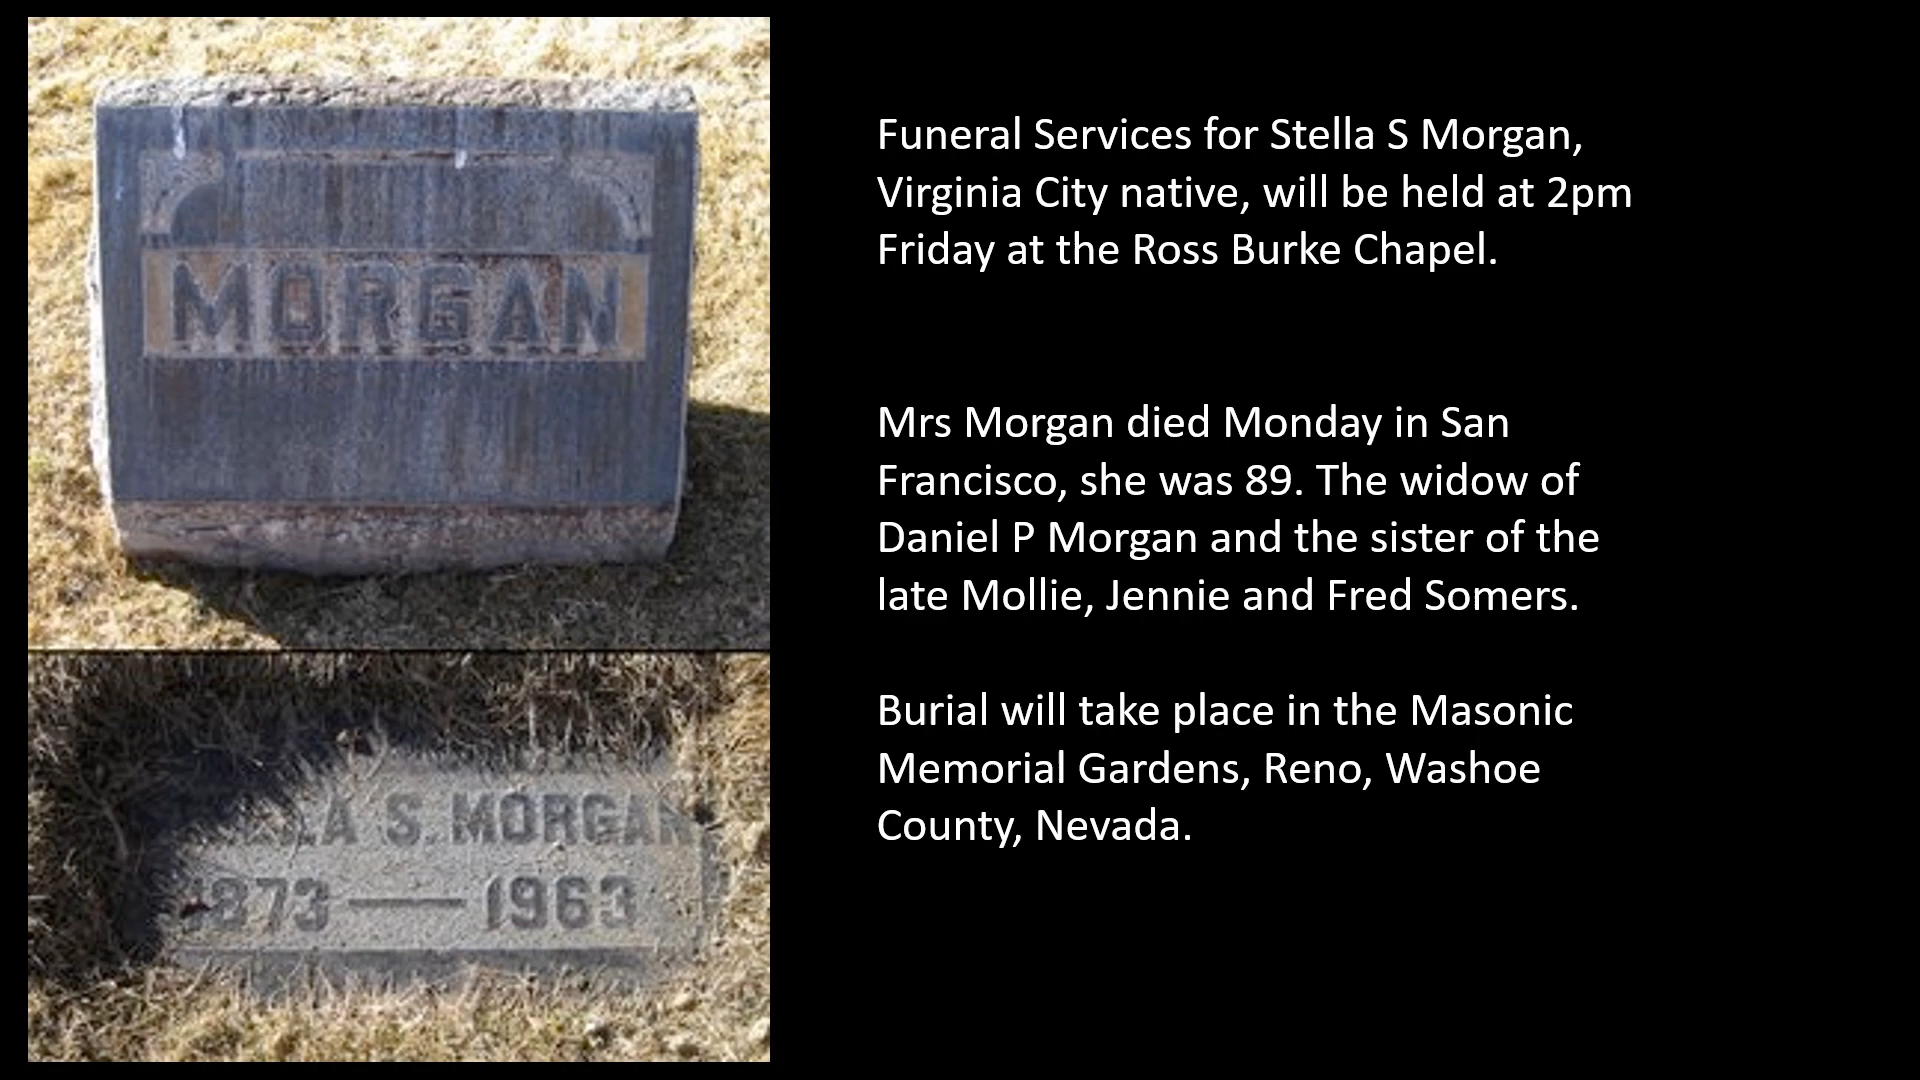 MORGAN
S. MORGAN
1873 — 1963
Funeral Services for Stella S Morgan,
Virginia City native, will be held at 2pm
Friday at the Ross Burke Chapel.
Mrs Morgan died Monday in San
Francisco, she was 89. The widow of
Daniel P Morgan and the sister of the
late Mollie, Jennie and Fred Somers.
Burial will take place in the Masonic
Memorial Gardens, Reno, Washoe
County, Nevada.